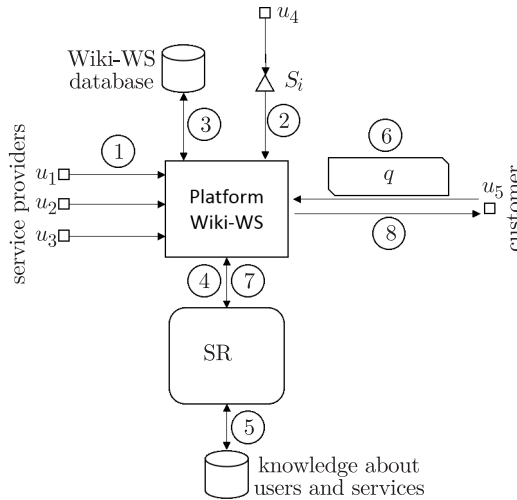 u₄
Wiki-WS
database
Sᵢ
3
2
1
6
service providers
u₁
u₂
u₃
Platform
Wiki-WS
q
u₅
8
customer
4
7
SR
5
knowledge about
users and services